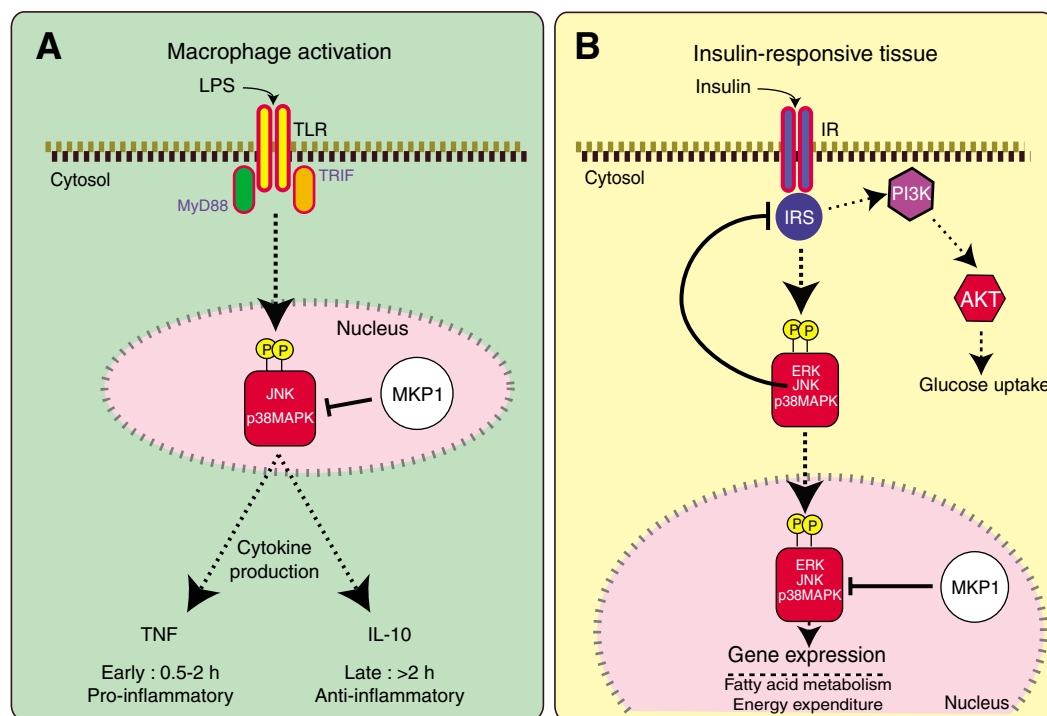 A
Macrophage activation
LPS
TLR
Cytosol
TRIF
MyD88
Nucleus
P P
JNK
p38MAPK
MKP1
Cytokine
production
TNF
IL-10
Early : 0.5-2 h
Pro-inflammatory
Late : >2 h
Anti-inflammatory
B
Insulin-responsive tissue
Insulin
IR
Cytosol
IRS
PI3K
AKT
Glucose uptake
P P
ERK
JNK
p38MAPK
P P
ERK
JNK
p38MAPK
MKP1
Gene expression
Fatty acid metabolism
Energy expenditure
Nucleus